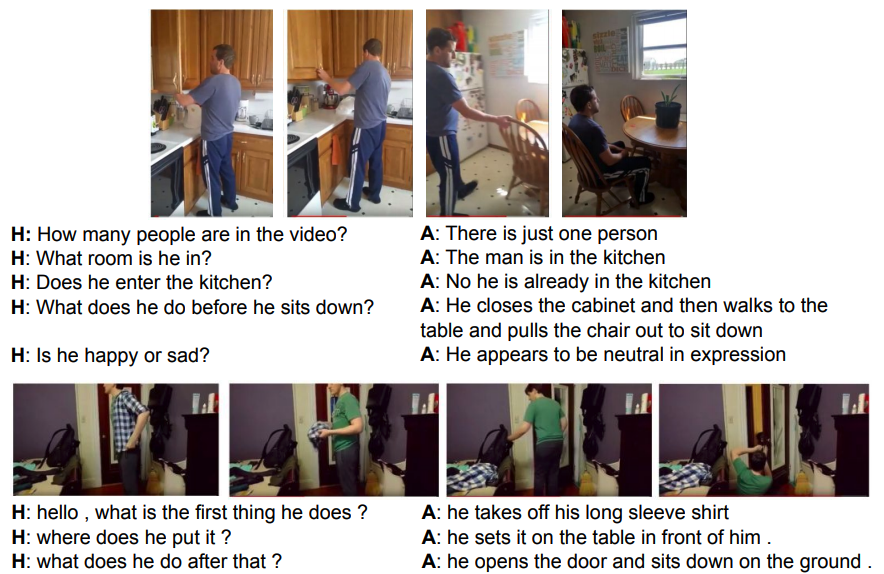 H: How many people are in the video?
A: There is just one person
H: What room is he in?
A: The man is in the kitchen
H: Does he enter the kitchen?
A: No he is already in the kitchen
H: What does he do before he sits down?
A: He closes the cabinet and then walks to the
table and pulls the chair out to sit down
H: Is he happy or sad?
A: He appears to be neutral in expression
H: hello , what is the first thing he does ?
A: he takes off his long sleeve shirt
H: where does he put it ?
A: he sets it on the table in front of him .
H: what does he do after that ?
A: he opens the door and sits down on the ground .